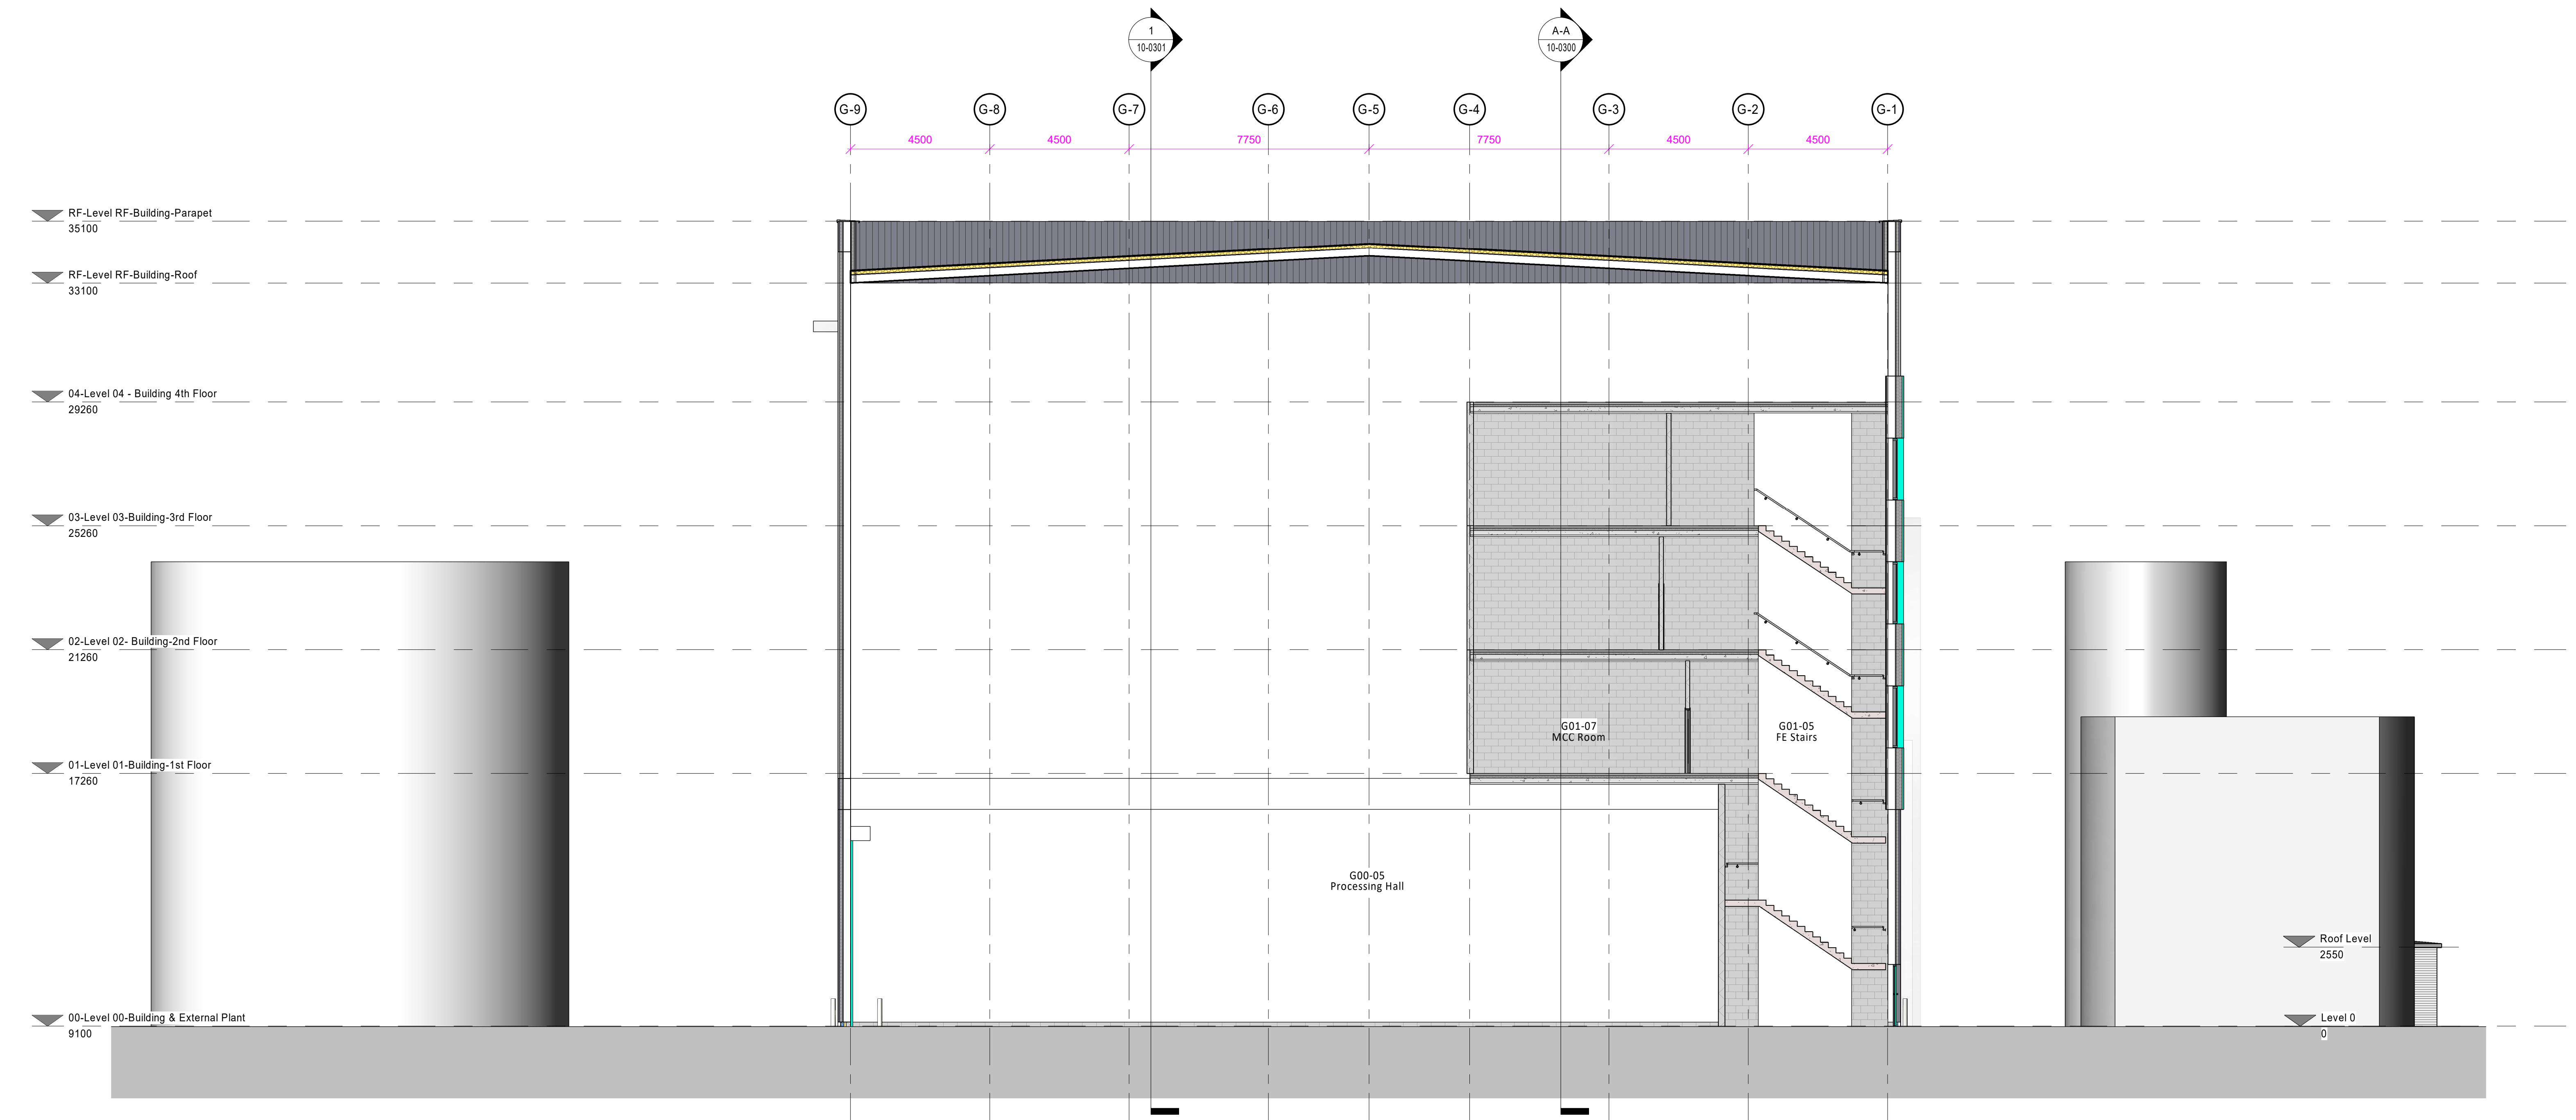 1
10-0301
A-A
10-0300
G-9
G-8
G-7
G-6
G-5
G-4
G-3
G-2
G-1
4500
4500
7750
7750
4500
4500
RF-Level RF-Building-Parapet
35100
RF-Level RF-Building-Roof
33100
04-Level 04 - Building 4th Floor
29260
03-Level 03-Building-3rd Floor
25260
02-Level 02- Building-2nd Floor
21260
G01-07
MCC Room
G01-05
FE Stairs
01-Level 01-Building-1st Floor
17260
G00-05
Processing Hall
Roof Level
2550
00-Level 00-Building & External Plant
9100
Level 0
0